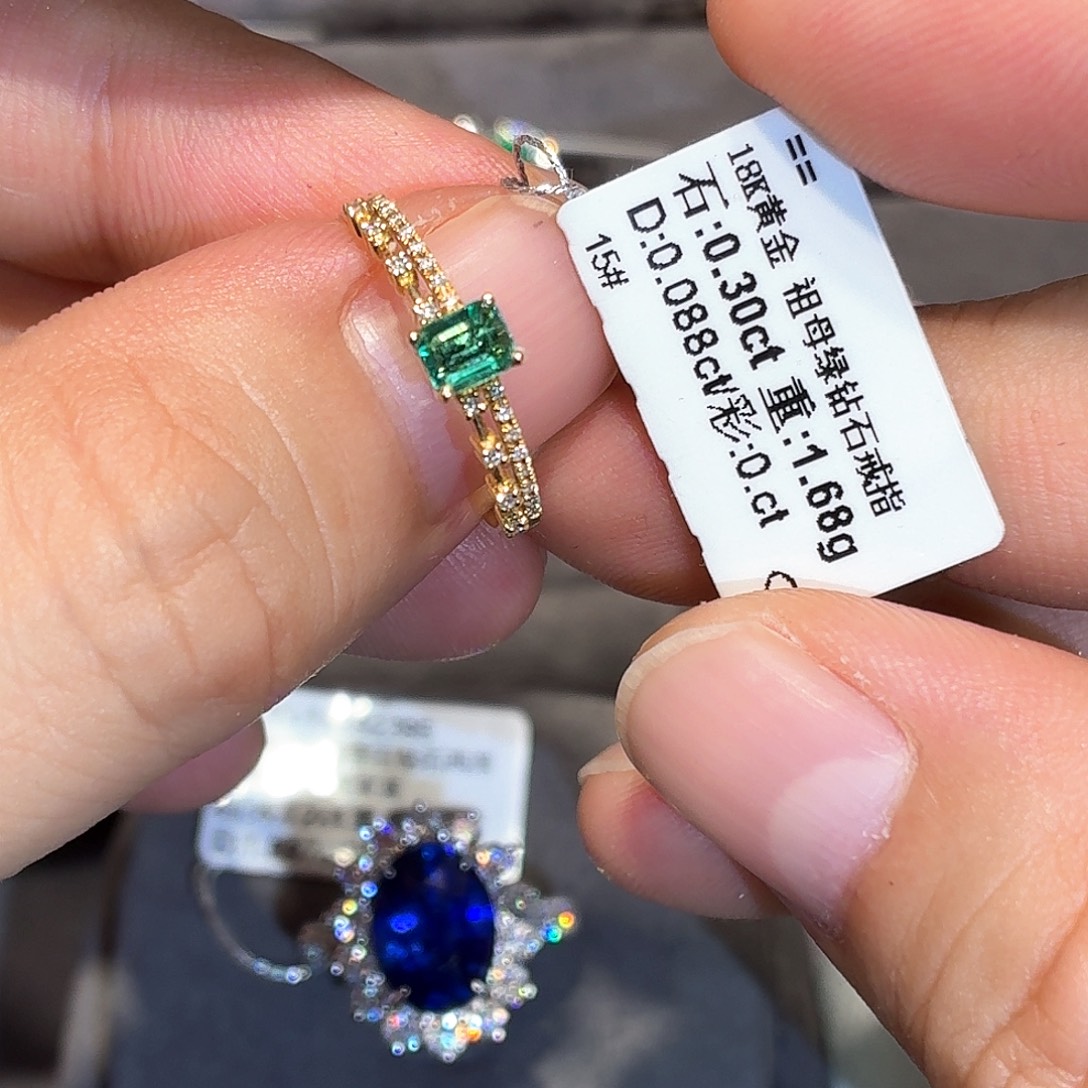 18K黄金 祖母绿钻石戒指
石:0.30ct 重:1.68g
D:0.088ct/彩:0.ct
15#